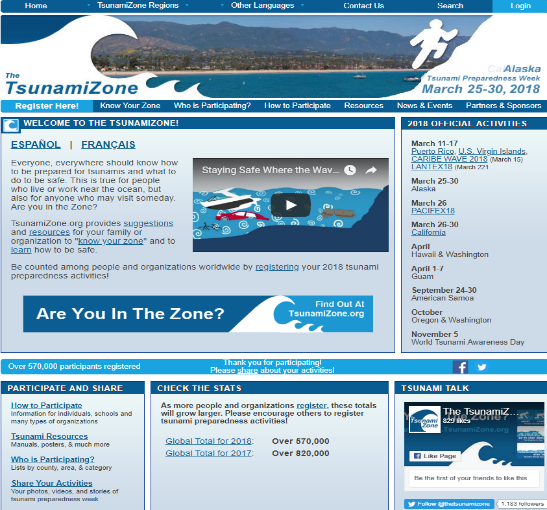 Home TsunamiZone Regions Other Languages Contact Us Search Login
The
TsunamiZone
Alaska
Tsunami Preparedness Week
March 25-30, 2018
Register Here! Know Your Zone Who is Participating? How to Participate Resources News & Events Partners & Sponsors
WELCOME TO THE TSUNAMIZONE!
ESPAÑOL | FRANÇAIS
Everyone, everywhere should know how
to be prepared for tsunamis and what to
do to be safe. This is true for people
who live or work near the ocean, but
also for anyone who may visit someday.
Are you in the Zone?
TsunamiZone.org provides suggestions
and resources for your family or
organization to "know your zone" and to
learn how to be safe.
Staying Safe Where the Wav...
Be counted among people and organizations worldwide by registering your 2018 tsunami
preparedness activities!
Are You In The Zone?
Find Out At
TsunamiZone.org
2018 OFFICIAL ACTIVITIES
March 11-17
Puerto Rico, U.S. Virgin Islands,
CARIBE WAVE 2018 (March 15)
LANTEX18 (March 22)
March 25-30
Alaska
March 26
PACIFEX18
March 26-30
California
April
Hawaii & Washington
April 1-7
Guam
September 24-30
American Samoa
October
Oregon & Washington
November 5
World Tsunami Awareness Day
Over 570,000 participants registered
Thank you for participating!
Please share about your activities!
PARTICIPATE AND SHARE
How to Participate
Information for individuals, schools and
many types of organizations
Tsunami Resources
Manuals, posters, & much more
Who is Participating?
Lists by county, area, & category
Share Your Activities
Your photos, videos, and stories of
tsunami preparedness week
CHECK THE STATS
As more people and organizations register, these totals
will grow larger. Please encourage others to register
tsunami preparedness activities!
Global Total for 2018: Over 570,000
Global Total for 2017: Over 820,000
TSUNAMI TALK
The TsunamiZ...
829 likes
TsunamiZone.org
Like Page
Be the first of your friends to like this
Follow @thetsunamizone 1,183 followers